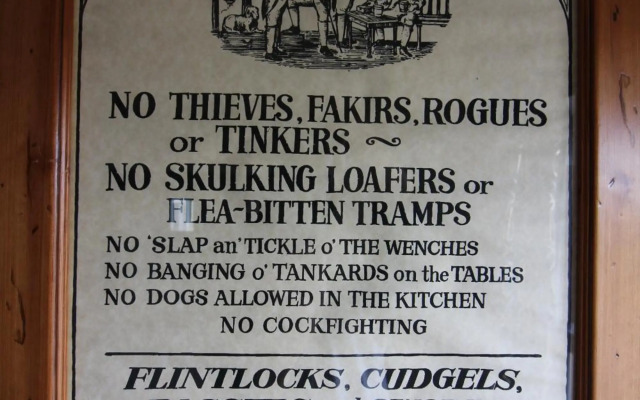 NO THIEVES, FAKIRS, ROGUES
or TINKERS ~
NO SKULKING LOAFERS or
FLEA-BITTEN TRAMPS
NO 'SLAP an' TICKLE o' THE WENCHES
NO BANGING o' TANKARDS on the TABLES
NO DOGS ALLOWED IN THE KITCHEN
NO COCKFIGHTING
FLINTLOCKS, CUDGELS,